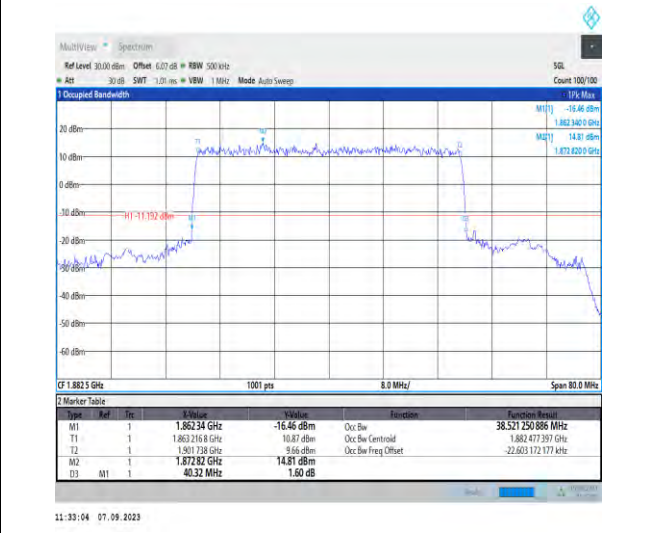 MultiView Spectrum
Ref Level 30.00 dBm Offset 6.07 dB RBW 500 kHz SGL
Att 30 dB SWT 1.01 ms VBW 1 MHz Mode Auto Sweep Count 100/100
1 Occupied Bandwidth 1Pk Max
M1[1] -16.46 dBm
1.862 340 0 GHz
M2[1] 14.81 dBm
1.872 820 0 GHz
20 dBm
M2
T1 T2
10 dBm
0 dBm
-10 dBm
H1 -11.192 dBm M1
-20 dBm
-30 dBm
-40 dBm
-50 dBm
-60 dBm
CF 1.882 5 GHz 1001 pts 8.0 MHz/ Span 80.0 MHz
2 Marker Table
Type Ref Trc X-Value Y-Value Function Function Result
M1 1 1.862 34 GHz -16.46 dBm Occ Bw 38.521 250 886 MHz
T1 1 1.863 216 8 GHz 10.87 dBm Occ Bw Centroid 1.882 477 397 GHz
T2 1 1.901 738 GHz 9.66 dBm Occ Bw Freq Offset -22.603 172 177 kHz
M2 1 1.872 82 GHz 14.81 dBm
D3 M1 1 40.32 MHz 1.60 dB
11:33:04 07.09.2023